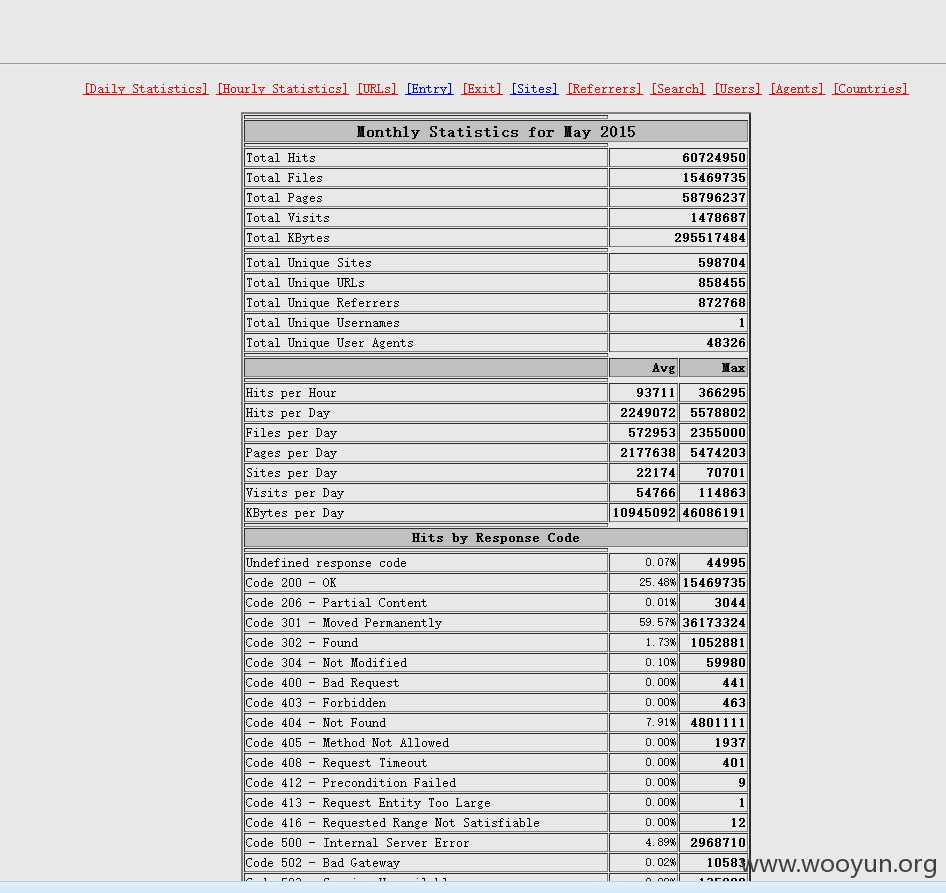 [Daily Statistics] [Hourly Statistics] [URLs] [Entry] [Exit] [Sites] [Referrers] [Search] [Users] [Agents] [Countries]
Monthly Statistics for May 2015
Total Hits 60724950
Total Files 15469735
Total Pages 58796237
Total Visits 1478687
Total KBytes 295517484
Total Unique Sites 598704
Total Unique URLs 858455
Total Unique Referrers 872768
Total Unique Usernames 1
Total Unique User Agents 48326
Avg Max
Hits per Hour 93711 366295
Hits per Day 2249072 5578802
Files per Day 572953 2355000
Pages per Day 2177638 5474203
Sites per Day 22174 70701
Visits per Day 54766 114863
KBytes per Day 10945092 46086191
Hits by Response Code
Undefined response code 0.07% 44995
Code 200 - OK 25.48% 15469735
Code 206 - Partial Content 0.01% 3044
Code 301 - Moved Permanently 59.57% 36173324
Code 302 - Found 1.73% 1052881
Code 304 - Not Modified 0.10% 59980
Code 400 - Bad Request 0.00% 441
Code 403 - Forbidden 0.00% 463
Code 404 - Not Found 7.91% 4801111
Code 405 - Method Not Allowed 0.00% 1937
Code 408 - Request Timeout 0.00% 401
Code 412 - Precondition Failed 0.00% 9
Code 413 - Request Entity Too Large 0.00% 1
Code 416 - Requested Range Not Satisfiable 0.00% 12
Code 500 - Internal Server Error 4.89% 2968710
Code 502 - Bad Gateway 0.02% 10583
www.wooyun.org